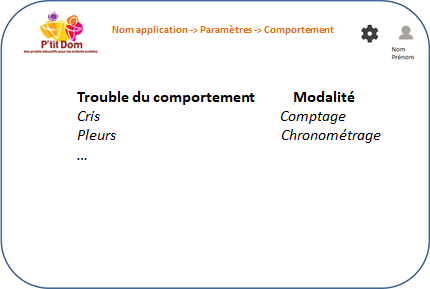 Nom application -> Paramètres -> Comportement
P'tit Dom
des projets éducatifs pour les enfants autistes
Nom
Prénom
Trouble du comportement Modalité
Cris Comptage
Pleurs Chronométrage
...